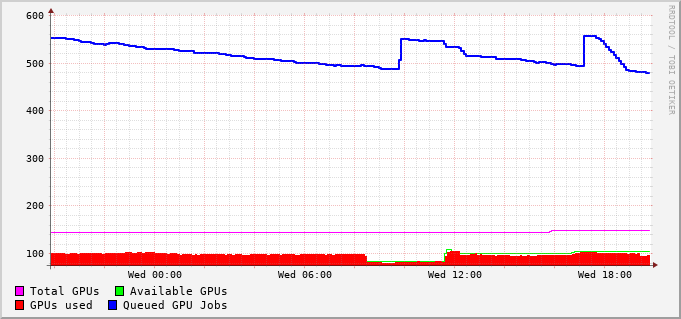 600
500
400
300
200
100
Wed 00:00 Wed 06:00 Wed 12:00 Wed 18:00
Total GPUs Available GPUs
GPUs used Queued GPU Jobs
RRDTOOL / TOBI OETIKER